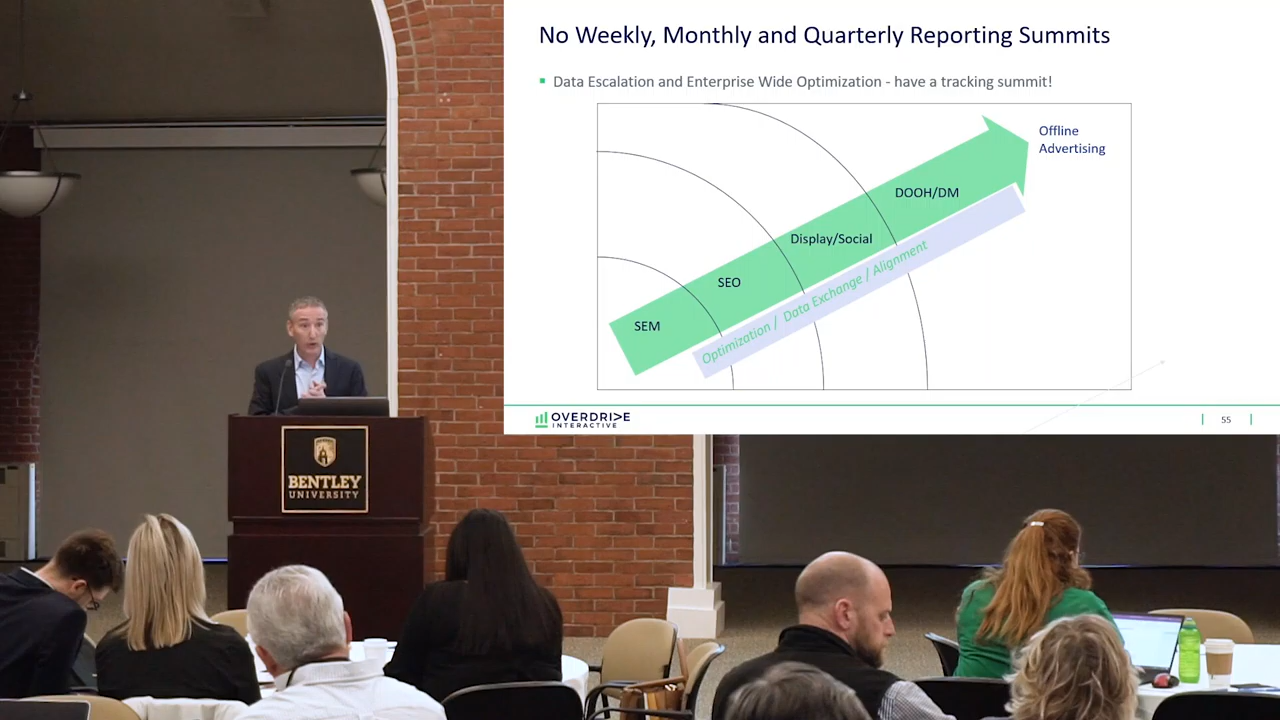 No Weekly, Monthly and Quarterly Reporting Summits
Data Escalation and Enterprise Wide Optimization - have a tracking summit!
Offline
Advertising
DOOH/DM
Display/Social
SEO
SEM
Optimization / Data Exchange / Alignment
OVERDRIVE
INTERACTIVE
55
BENTLEY
UNIVERSITY